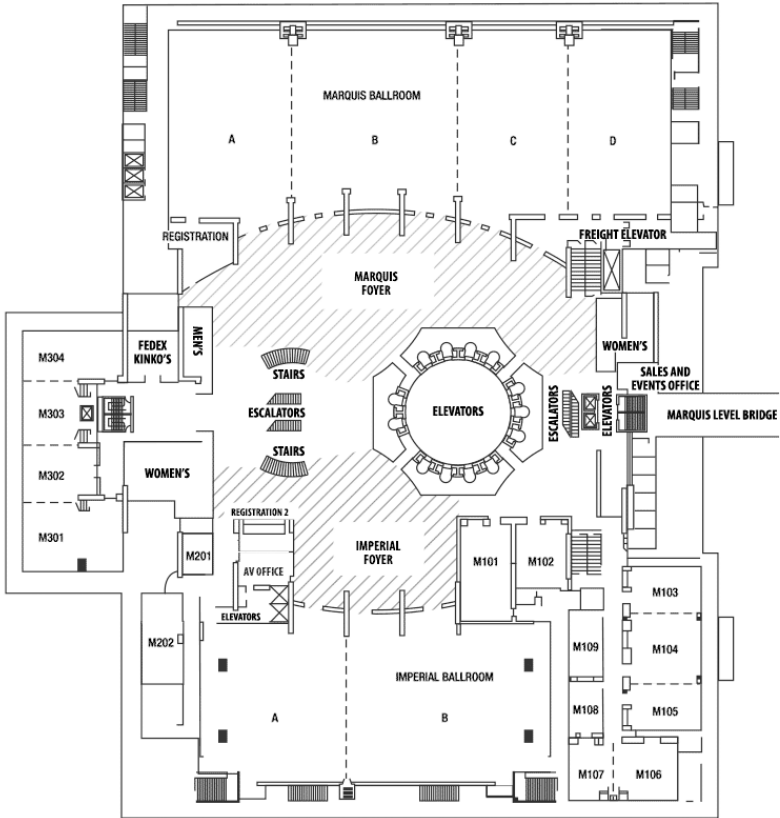 MARQUIS BALLROOM
A
B
C
D
REGISTRATION
FREIGHT ELEVATOR
MARQUIS
FOYER
FEDEX
KINKO'S
MEN'S
WOMEN'S
M304
STAIRS
SALES AND
EVENTS OFFICE
M303
ESCALATORS
ELEVATORS
ESCALATORS
ELEVATORS
MARQUIS LEVEL BRIDGE
STAIRS
M302
WOMEN'S
REGISTRATION 2
M301
M201
IMPERIAL
FOYER
M101
M102
AV OFFICE
M103
ELEVATORS
M202
M109
M104
IMPERIAL BALLROOM
A
B
M108
M105
M107
M106